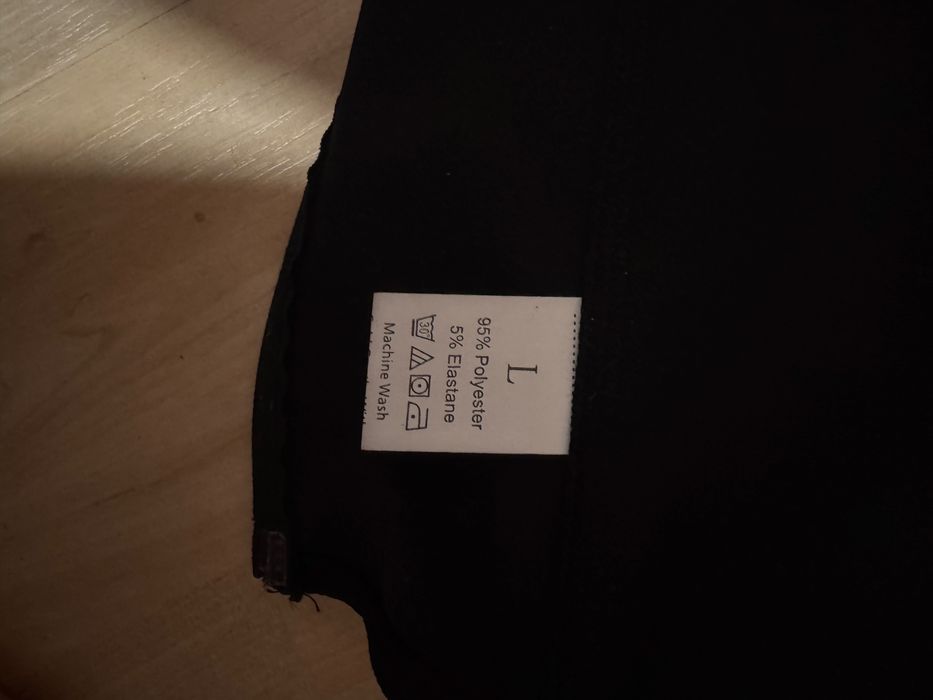 L
95% Polyester
5% Elastane
30
Machine Wash